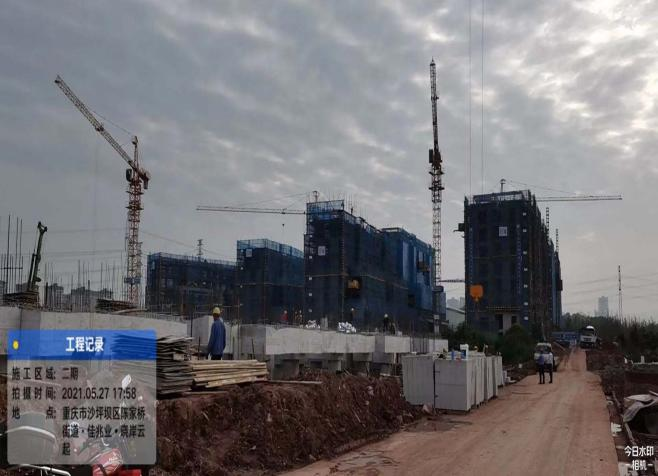 工程记录
施工区域：二期
拍摄时间：2021.05.27 17:58
地　　点：重庆市沙坪坝区陈家桥
街道·佳兆业·晓岸云
起
今日水印
相机